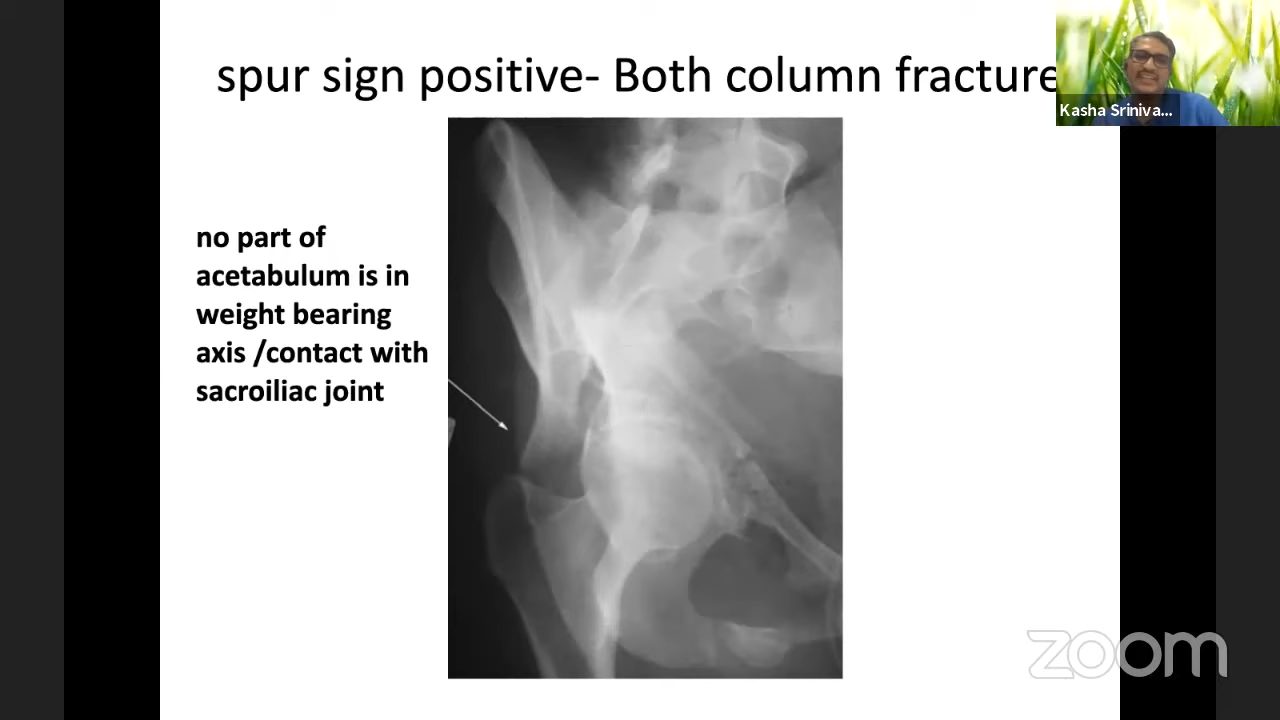 spur sign positive- Both column fracture
Kasha Sriniva...
no part of
acetabulum is in
weight bearing
axis /contact with
sacroiliac joint
zoom